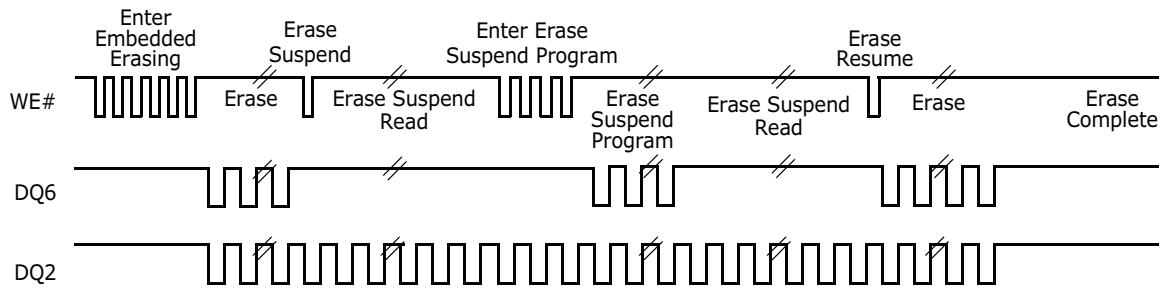 Enter
Embedded
Erasing
Erase
Suspend
Enter Erase
Suspend Program
Erase
Resume
WE#
Erase
Erase Suspend
Read
Erase
Suspend
Program
Erase Suspend
Read
Erase
Erase
Complete
DQ6
DQ2